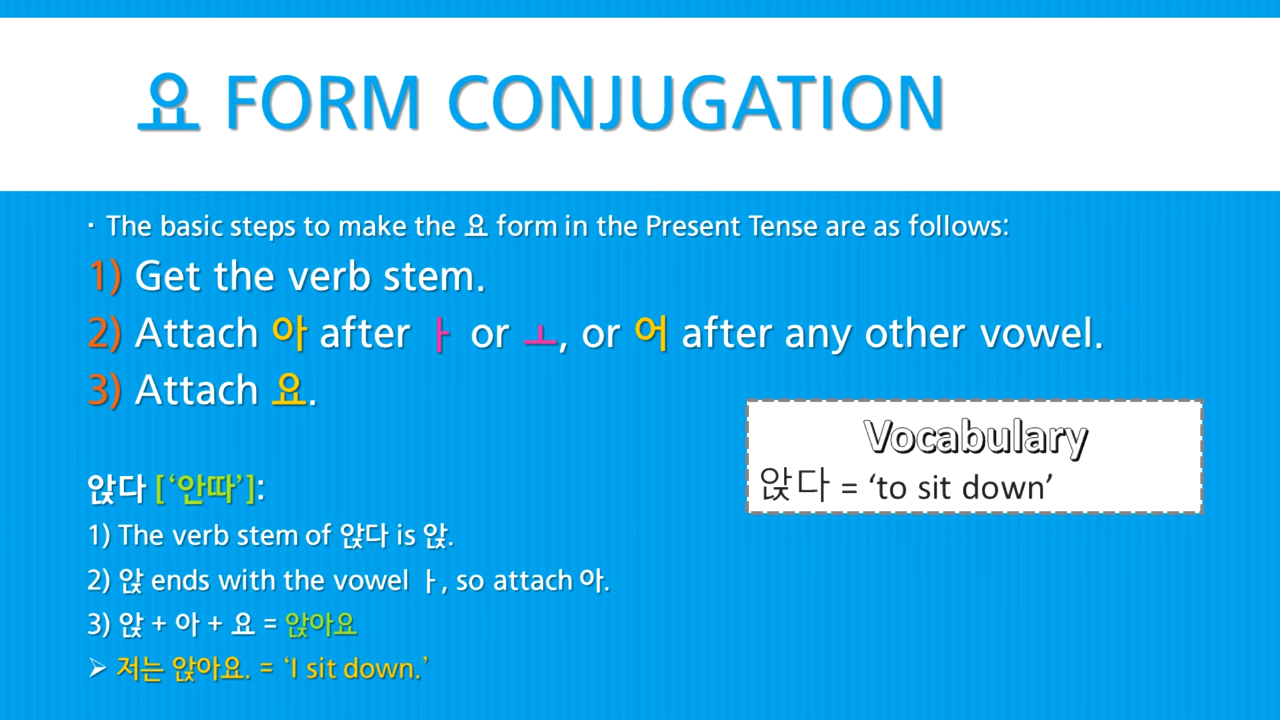 요 FORM CONJUGATION
· The basic steps to make the 요 form in the Present Tense are as follows:
1) Get the verb stem.
2) Attach 아 after ㅏ or ㅗ, or 어 after any other vowel.
3) Attach 요.
Vocabulary
앉다 = ‘to sit down’
앉다 [‘안따’]:
1) The verb stem of 앉다 is 앉.
2) 앉 ends with the vowel ㅏ, so attach 아.
3) 앉 + 아 + 요 = 앉아요
➢ 저는 앉아요. = ‘I sit down.’